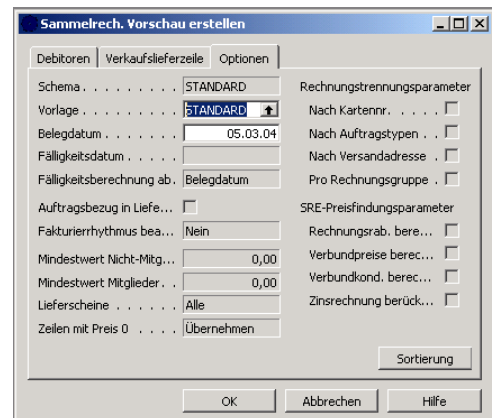 Sammelrech. Vorschau erstellen
Debitoren
Verkaufslieferzeile
Optionen
Schema . . . . . . . . . STANDARD
Vorlage . . . . . . . . . STANDARD
Belegdatum . . . . . . . 05.03.04
Fälligkeitsdatum . . . . .
Fälligkeitsberechnung ab. Belegdatum
Auftragsbezug in Liefe...
Fakturierrhythmus bea... Nein
Mindestwert Nicht-Mitg... 0,00
Mindestwert Mitglieder. . 0,00
Lieferscheine . . . . . . Alle
Zeilen mit Preis 0 . . . . Übernehmen
Rechnungstrennungsparameter
Nach Kartennr. . . . .
Nach Auftragstypen . .
Nach Versandadresse .
Pro Rechnungsgruppe .
SRE-Preisfindungsparameter
Rechnungsrab. bere...
Verbundpreise berec...
Verbundkond. berec...
Zinsrechnung berück...
Sortierung
OK
Abbrechen
Hilfe